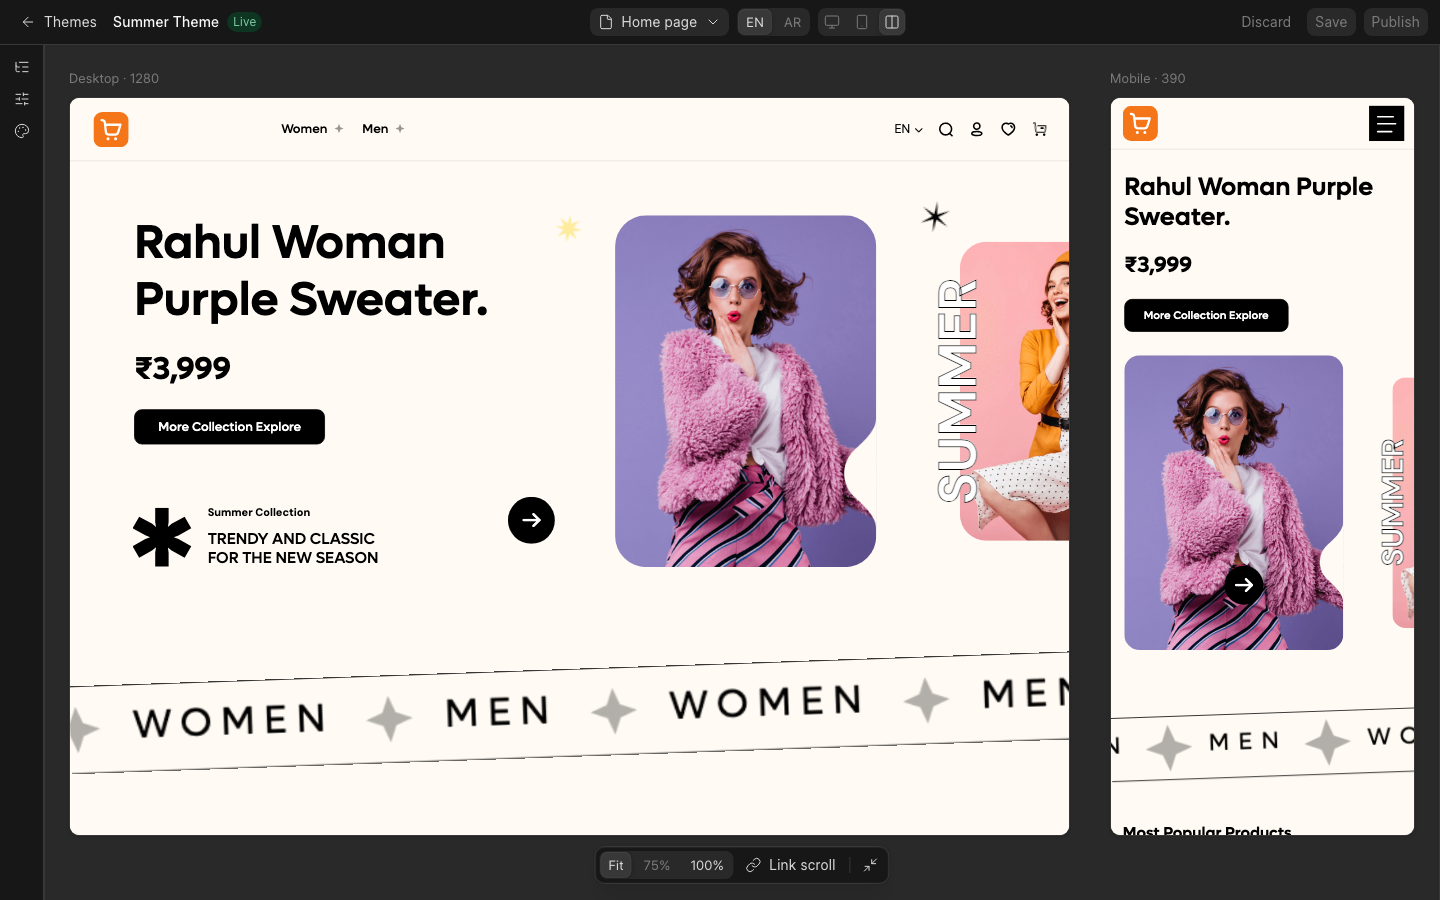 Themes
Summer Theme
Live
Home page
EN
AR
Discard
Save
Publish
Desktop · 1280
Women
Men
EN
Rahul Woman
Purple Sweater.
₹3,999
More Collection Explore
Summer Collection
TRENDY AND CLASSIC
FOR THE NEW SEASON
SUMMER
WOMEN
MEN
WOMEN
MEN
Mobile · 390
Rahul Woman Purple
Sweater.
₹3,999
More Collection Explore
SUMMER
N
MEN
WO
Most Popular Products
Fit
75%
100%
Link scroll